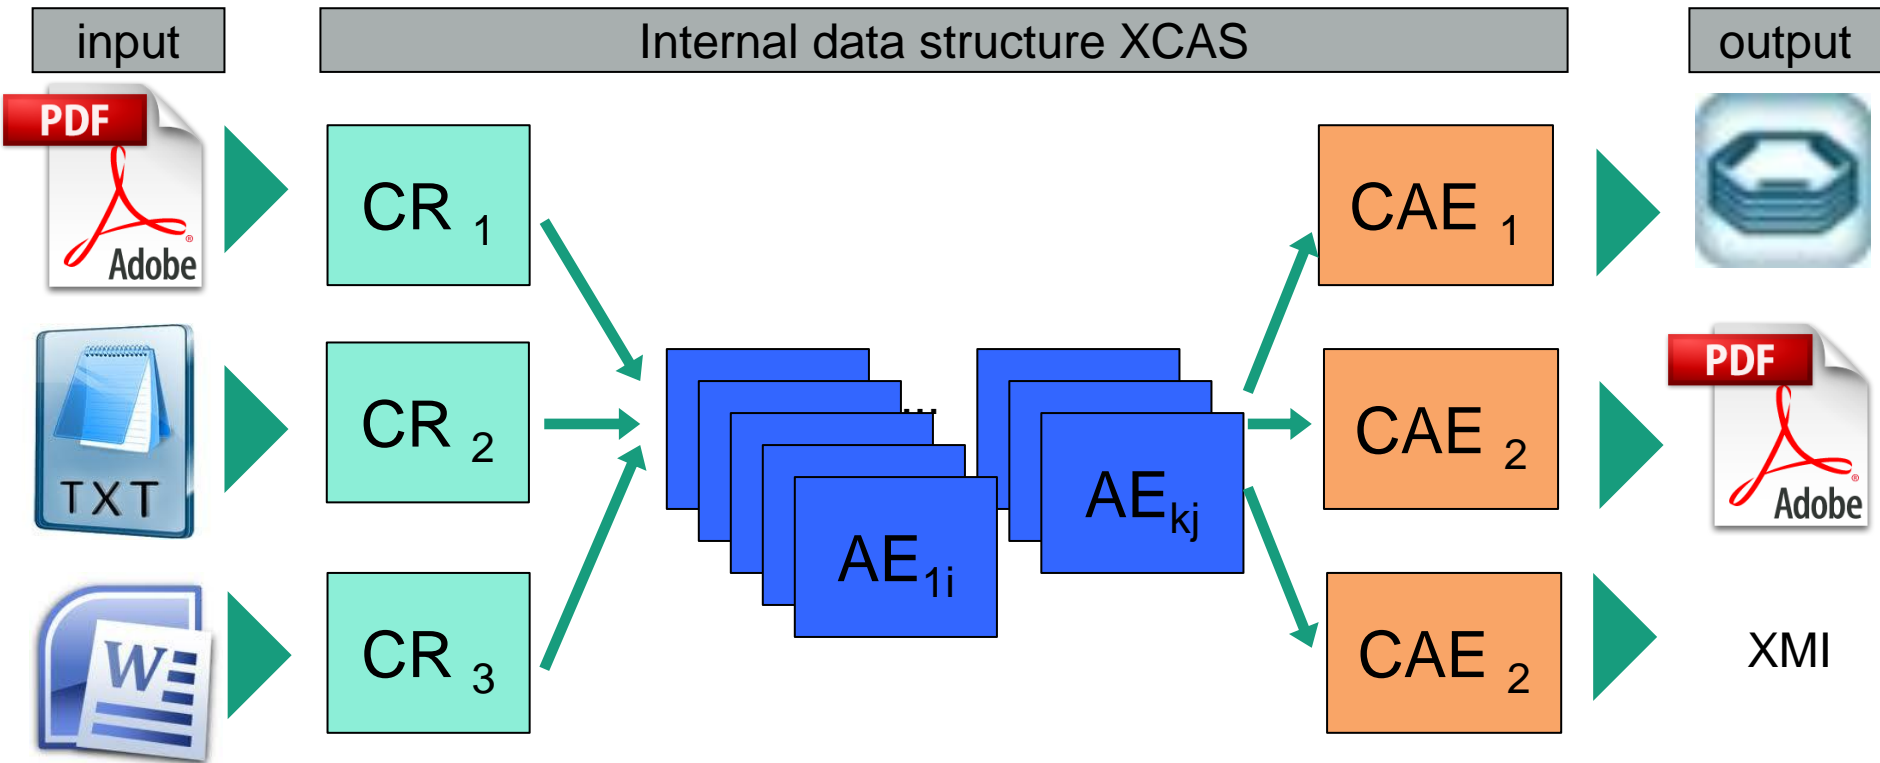 input
Internal data structure XCAS
output
PDF
Adobe
CR 1
CAE 1
TXT
CR 2
...
AE1i
AEkj
CAE 2
PDF
Adobe
W
CR 3
CAE 2
XMI